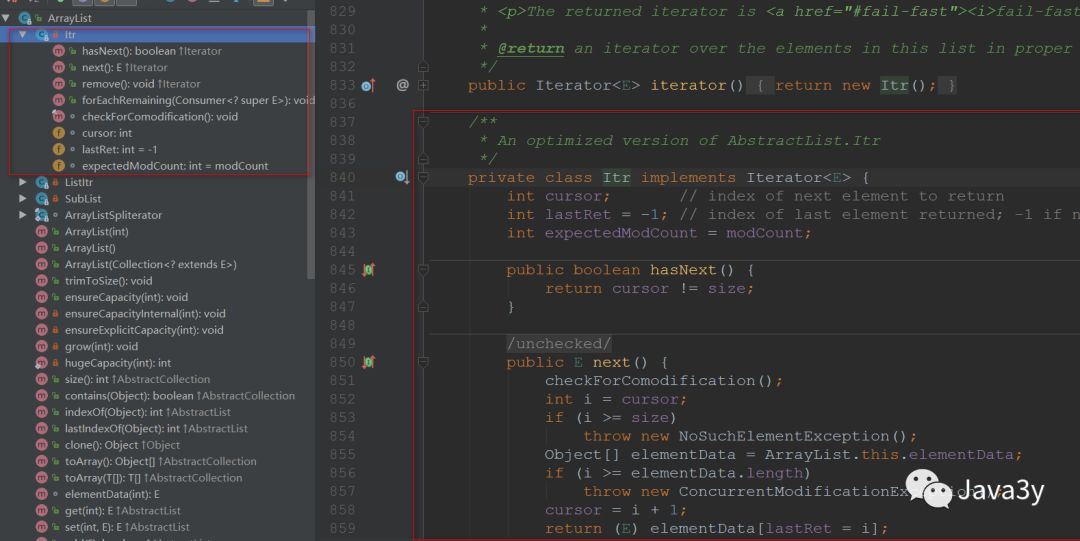 ArrayList
Itr
hasNext(): boolean ↑Iterator
next(): E ↑Iterator
remove(): void ↑Iterator
forEachRemaining(Consumer<? super E>): void
checkForComodification(): void
cursor: int
lastRet: int = -1
expectedModCount: int = modCount
ListItr
SubList
ArrayListSpliterator
ArrayList(int)
ArrayList()
ArrayList(Collection<? extends E>)
trimToSize(): void
ensureCapacity(int): void
ensureCapacityInternal(int): void
ensureExplicitCapacity(int): void
grow(int): void
hugeCapacity(int): int
size(): int ↑AbstractCollection
contains(Object): boolean ↑AbstractCollection
indexOf(Object): int ↑AbstractList
lastIndexOf(Object): int ↑AbstractList
clone(): Object ↑Object
toArray(): Object[] ↑AbstractCollection
toArray(T[]): T[] ↑AbstractCollection
elementData(int): E
get(int): E ↑AbstractList
set(int, E): E ↑AbstractList
829 * <p>The returned iterator is <a href="#fail-fast"><i>fail-fast
830 *
831 * @return an iterator over the elements in this list in proper
832 */
833 @ public Iterator<E> iterator() { return new Itr(); }
836
837 /**
838 * An optimized version of AbstractList.Itr
839 */
840 private class Itr implements Iterator<E> {
841 int cursor; // index of next element to return
842 int lastRet = -1; // index of last element returned; -1 if n
843 int expectedModCount = modCount;
844
845 public boolean hasNext() {
846 return cursor != size;
847 }
848
849 /unchecked/
850 public E next() {
851 checkForComodification();
852 int i = cursor;
853 if (i >= size)
854 throw new NoSuchElementException();
855 Object[] elementData = ArrayList.this.elementData;
856 if (i >= elementData.length)
857 throw new
858 cursor = i + 1;
859 return (E) elementData[lastRet = i];
Java3y